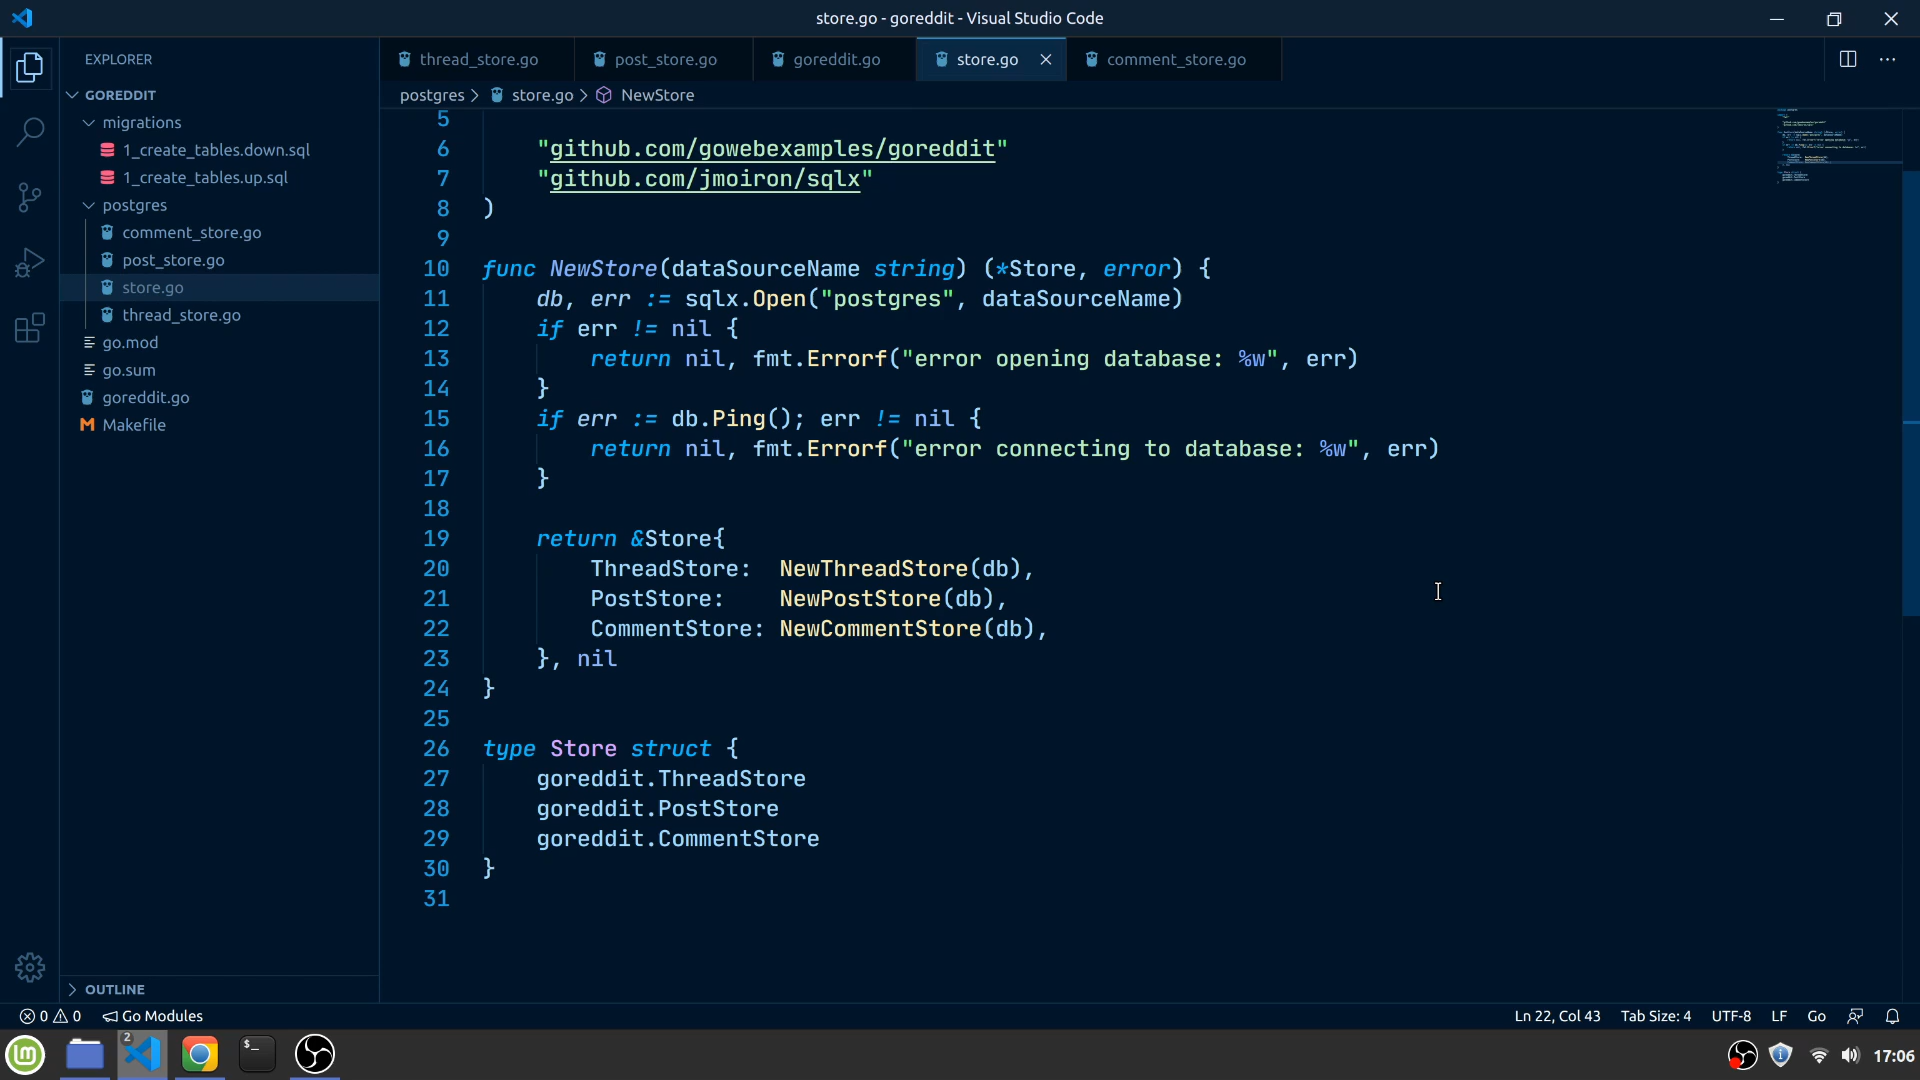 store.go - goreddit - Visual Studio Code
EXPLORER
GOREDDIT
migrations
1_create_tables.down.sql
1_create_tables.up.sql
postgres
comment_store.go
post_store.go
store.go
thread_store.go
go.mod
go.sum
goreddit.go
M Makefile
OUTLINE
thread_store.go
post_store.go
goreddit.go
store.go
comment_store.go
postgres > store.go > NewStore
5
6 "github.com/gowebexamples/goreddit"
7 "github.com/jmoiron/sqlx"
8 )
9
10 func NewStore(dataSourceName string) (*Store, error) {
11 db, err := sqlx.Open("postgres", dataSourceName)
12 if err != nil {
13 return nil, fmt.Errorf("error opening database: %w", err)
14 }
15 if err := db.Ping(); err != nil {
16 return nil, fmt.Errorf("error connecting to database: %w", err)
17 }
18
19 return &Store{
20 ThreadStore: NewThreadStore(db),
21 PostStore: NewPostStore(db),
22 CommentStore: NewCommentStore(db),
23 }, nil
24 }
25
26 type Store struct {
27 goreddit.ThreadStore
28 goreddit.PostStore
29 goreddit.CommentStore
30 }
31
0 0 Go Modules
Ln 22, Col 43 Tab Size: 4 UTF-8 LF Go
2
17:06